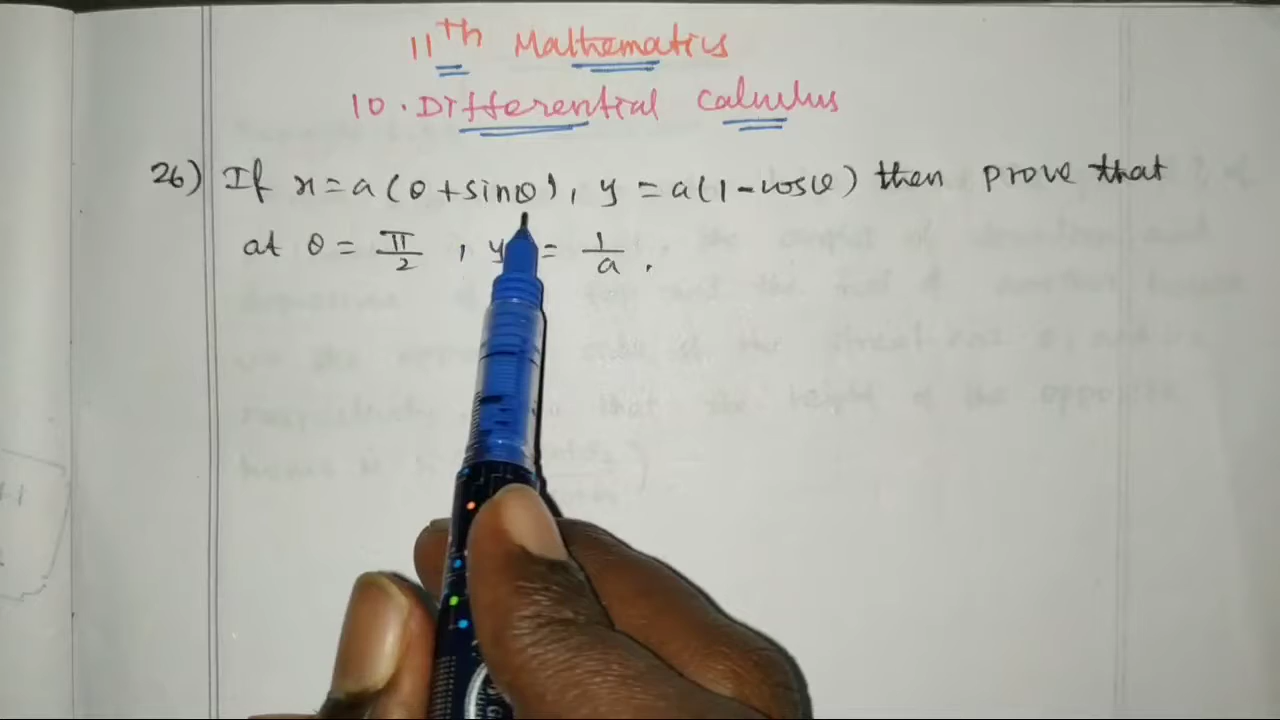 11th Mathematics
10. Differential Calculus
26) If x = a(θ + sinθ), y = a(1 - cosθ) then prove that
at θ = π/2, y = 1/a.